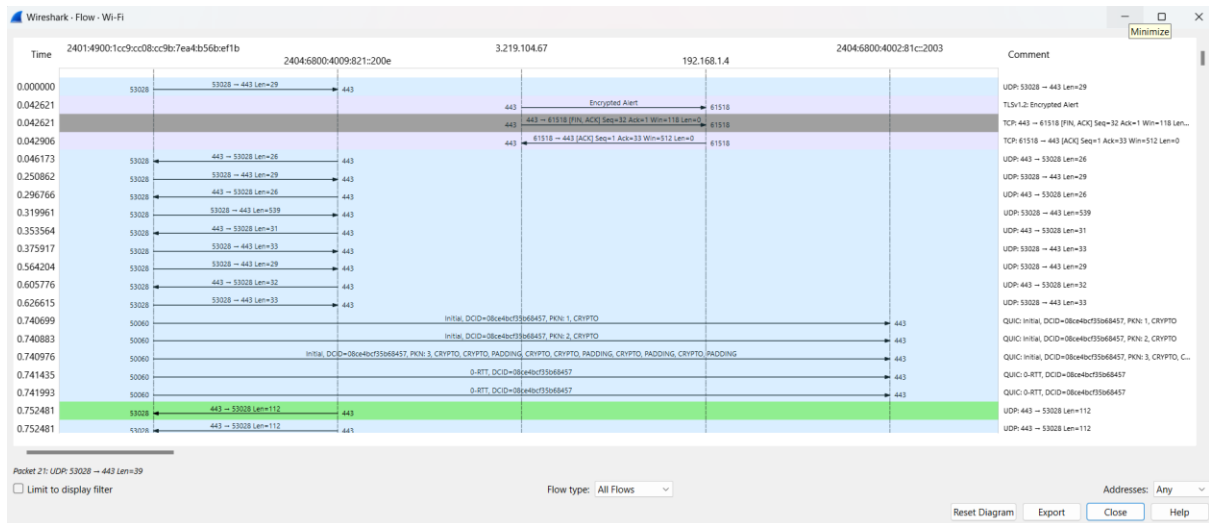 Wireshark · Flow · Wi-Fi
Minimize
Time 2401:4900:1cc9:cc08:cc9b:7ea4:b56b:ef1b 3.219.104.67 2404:6800:4002:81c::2003 Comment
2404:6800:4009:821::200e 192.168.1.4
0.000000 53028 53028 → 443 Len=29 443 UDP: 53028 → 443 Len=29
0.042621 443 Encrypted Alert 61518 TLSv1.2: Encrypted Alert
0.042621 443 443 → 61518 [FIN, ACK] Seq=32 Ack=1 Win=118 Len=0 61518 TCP: 443 → 61518 [FIN, ACK] Seq=32 Ack=1 Win=118 Len...
0.042906 443 61518 → 443 [ACK] Seq=1 Ack=33 Win=512 Len=0 61518 TCP: 61518 → 443 [ACK] Seq=1 Ack=33 Win=512 Len=0
0.046173 53028 443 → 53028 Len=26 443 UDP: 443 → 53028 Len=26
0.250862 53028 53028 → 443 Len=29 443 UDP: 53028 → 443 Len=29
0.296766 53028 443 → 53028 Len=26 443 UDP: 443 → 53028 Len=26
0.319961 53028 53028 → 443 Len=539 443 UDP: 53028 → 443 Len=539
0.353564 53028 443 → 53028 Len=31 443 UDP: 443 → 53028 Len=31
0.375917 53028 53028 → 443 Len=33 443 UDP: 53028 → 443 Len=33
0.564204 53028 53028 → 443 Len=29 443 UDP: 53028 → 443 Len=29
0.605776 53028 443 → 53028 Len=32 443 UDP: 443 → 53028 Len=32
0.626615 53028 53028 → 443 Len=33 443 UDP: 53028 → 443 Len=33
0.740699 50060 Initial, DCID=08ce4bcf35b68457, PKN: 1, CRYPTO 443 QUIC: Initial, DCID=08ce4bcf35b68457, PKN: 1, CRYPTO
0.740883 50060 Initial, DCID=08ce4bcf35b68457, PKN: 2, CRYPTO 443 QUIC: Initial, DCID=08ce4bcf35b68457, PKN: 2, CRYPTO
0.740976 50060 Initial, DCID=08ce4bcf35b68457, PKN: 3, CRYPTO, CRYPTO, PADDING, CRYPTO, CRYPTO, PADDING, CRYPTO, PADDING, CRYPTO, PADDING 443 QUIC: Initial, DCID=08ce4bcf35b68457, PKN: 3, CRYPTO, C...
0.741435 50060 0-RTT, DCID=08ce4bcf35b68457 443 QUIC: 0-RTT, DCID=08ce4bcf35b68457
0.741993 50060 0-RTT, DCID=08ce4bcf35b68457 443 QUIC: 0-RTT, DCID=08ce4bcf35b68457
0.752481 53028 443 → 53028 Len=112 443 UDP: 443 → 53028 Len=112
0.752481 53028 443 → 53028 Len=112 443 UDP: 443 → 53028 Len=112
Packet 21: UDP: 53028 → 443 Len=39
Limit to display filter Flow type: All Flows Addresses: Any
Reset Diagram Export Close Help